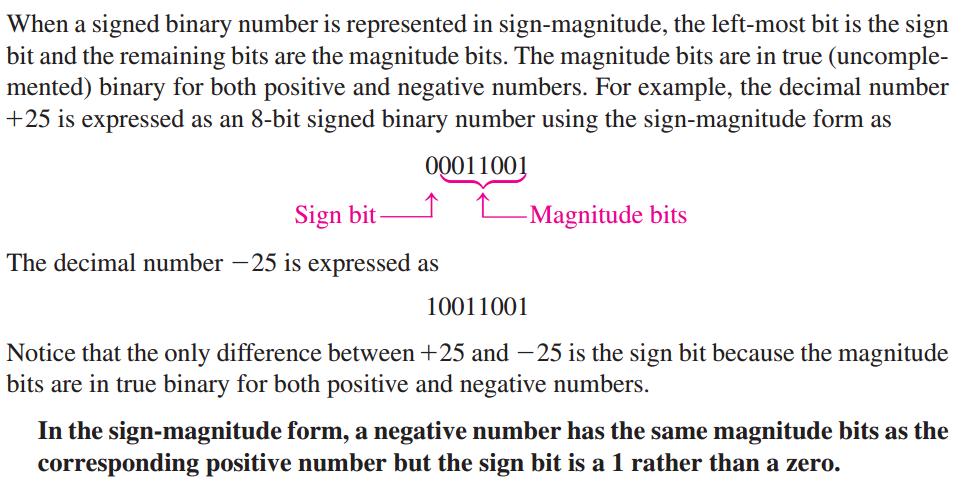 When a signed binary number is represented in sign-magnitude, the left-most bit is the sign
bit and the remaining bits are the magnitude bits. The magnitude bits are in true (uncomple-
mented) binary for both positive and negative numbers. For example, the decimal number
+25 is expressed as an 8-bit signed binary number using the sign-magnitude form as
00011001
Sign bit Magnitude bits
The decimal number −25 is expressed as
10011001
Notice that the only difference between +25 and −25 is the sign bit because the magnitude
bits are in true binary for both positive and negative numbers.
In the sign-magnitude form, a negative number has the same magnitude bits as the
corresponding positive number but the sign bit is a 1 rather than a zero.